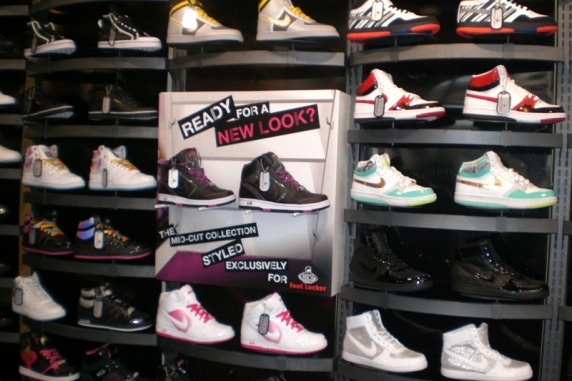 READY FOR A
NEW LOOK?
THE
MID-CUT COLLECTION
STYLED
EXCLUSIVELY
FOR
Foot Locker